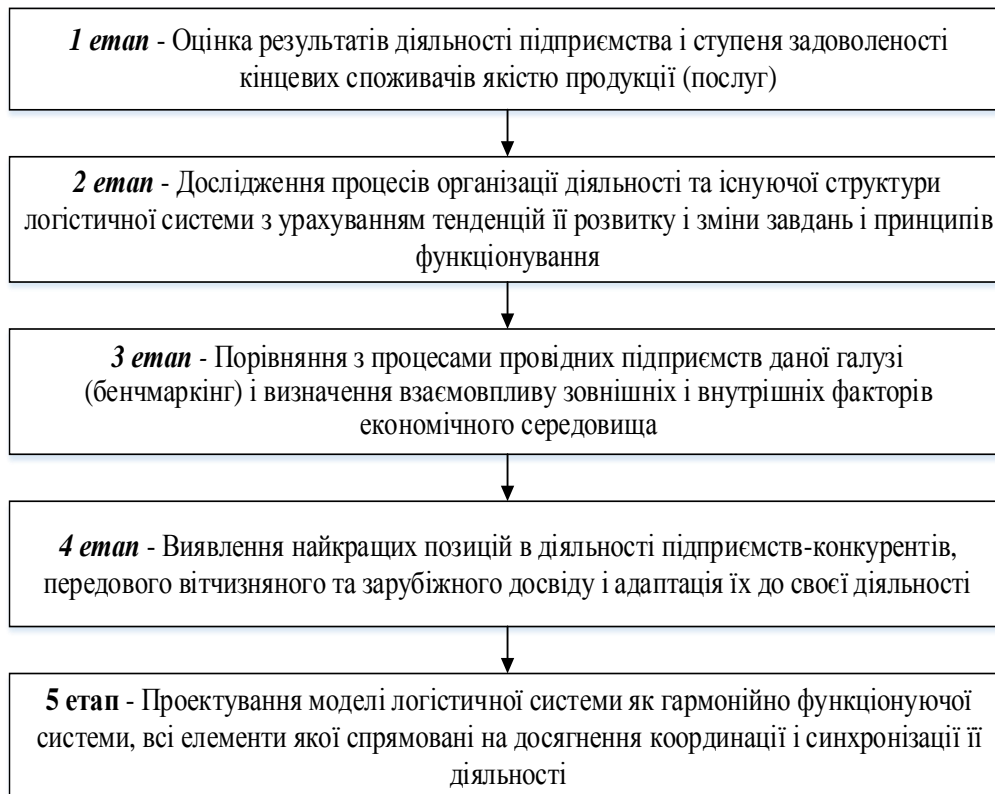 1 етап - Оцінка результатів діяльності підприємства і ступеня задоволеності
кінцевих споживачів якістю продукції (послуг)
2 етап - Дослідження процесів організації діяльності та існуючої структури
логістичної системи з урахуванням тенденцій її розвитку і зміни завдань і принципів
функціонування
3 етап - Порівняння з процесами провідних підприємств даної галузі
(бенчмаркінг) і визначення взаємовпливу зовнішніх і внутрішніх факторів
економічного середовища
4 етап - Виявлення найкращих позицій в діяльності підприємств-конкурентів,
передового вітчизняного та зарубіжного досвіду і адаптація їх до своєї діяльності
5 етап - Проектування моделі логістичної системи як гармонійно функціонуючої
системи, всі елементи якої спрямовані на досягнення координації і синхронізації її
діяльності